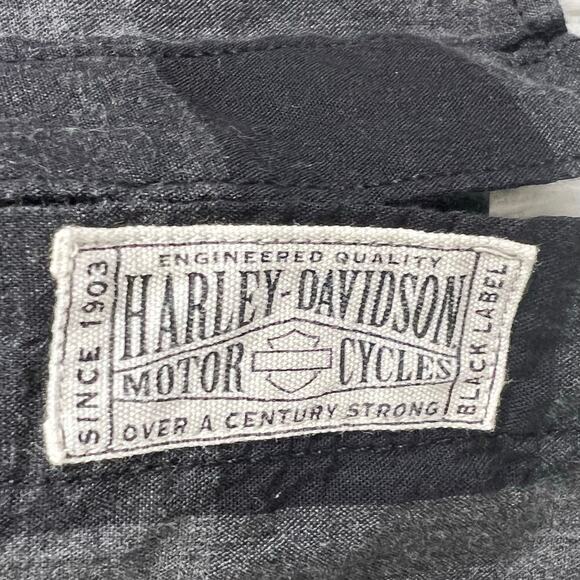 SINCE 1903
ENGINEERED QUALITY
HARLEY-DAVIDSON
MOTOR CYCLES
OVER A CENTURY STRONG
BLACK LABEL